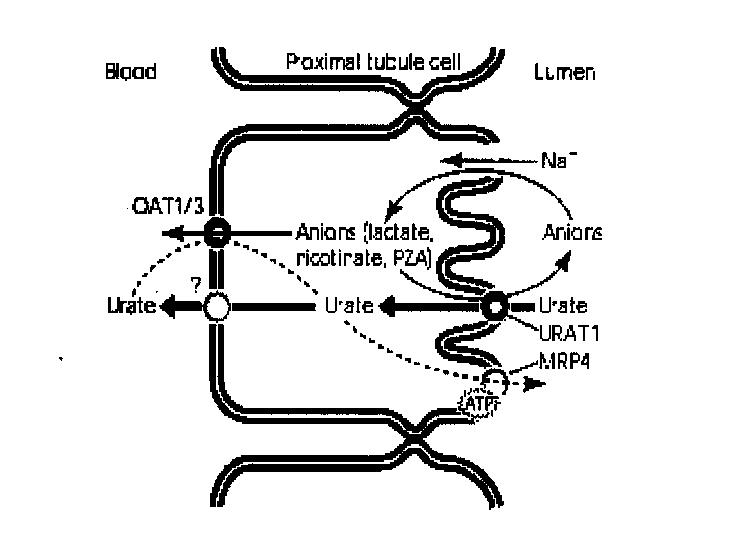 Blood
Proximal tubule cell
Lumen
Na⁺
OAT1/3
Anions (lactate,
nicotinate, PZA)
Anions
?
Urate
Urate
Urate
URAT1
MRP4
ATP